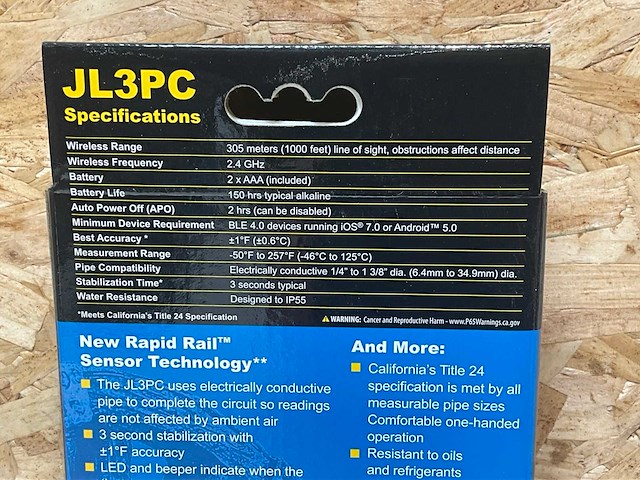 JL3PC
Specifications
Wireless Range 305 meters (1000 feet) line of sight, obstructions affect distance
Wireless Frequency 2.4 GHz
Battery 2 x AAA (included)
Battery Life 150 hrs typical alkaline
Auto Power Off (APO) 2 hrs (can be disabled)
Minimum Device Requirement BLE 4.0 devices running iOS® 7.0 or Android™ 5.0
Best Accuracy * ±1°F (±0.6°C)
Measurement Range -50°F to 257°F (-46°C to 125°C)
Pipe Compatibility Electrically conductive 1/4" to 1 3/8" dia. (6.4mm to 34.9mm) dia.
Stabilization Time* 3 seconds typical
Water Resistance Designed to IP55
*Meets California's Title 24 Specification
⚠ WARNING: Cancer and Reproductive Harm - www.P65Warnings.ca.gov
New Rapid Rail™
Sensor Technology**
The JL3PC uses electrically conductive
pipe to complete the circuit so readings
are not affected by ambient air
3 second stabilization with
±1°F accuracy
LED and beeper indicate when the
And More:
California's Title 24
specification is met by all
measurable pipe sizes
Comfortable one-handed
operation
Resistant to oils
and refrigerants